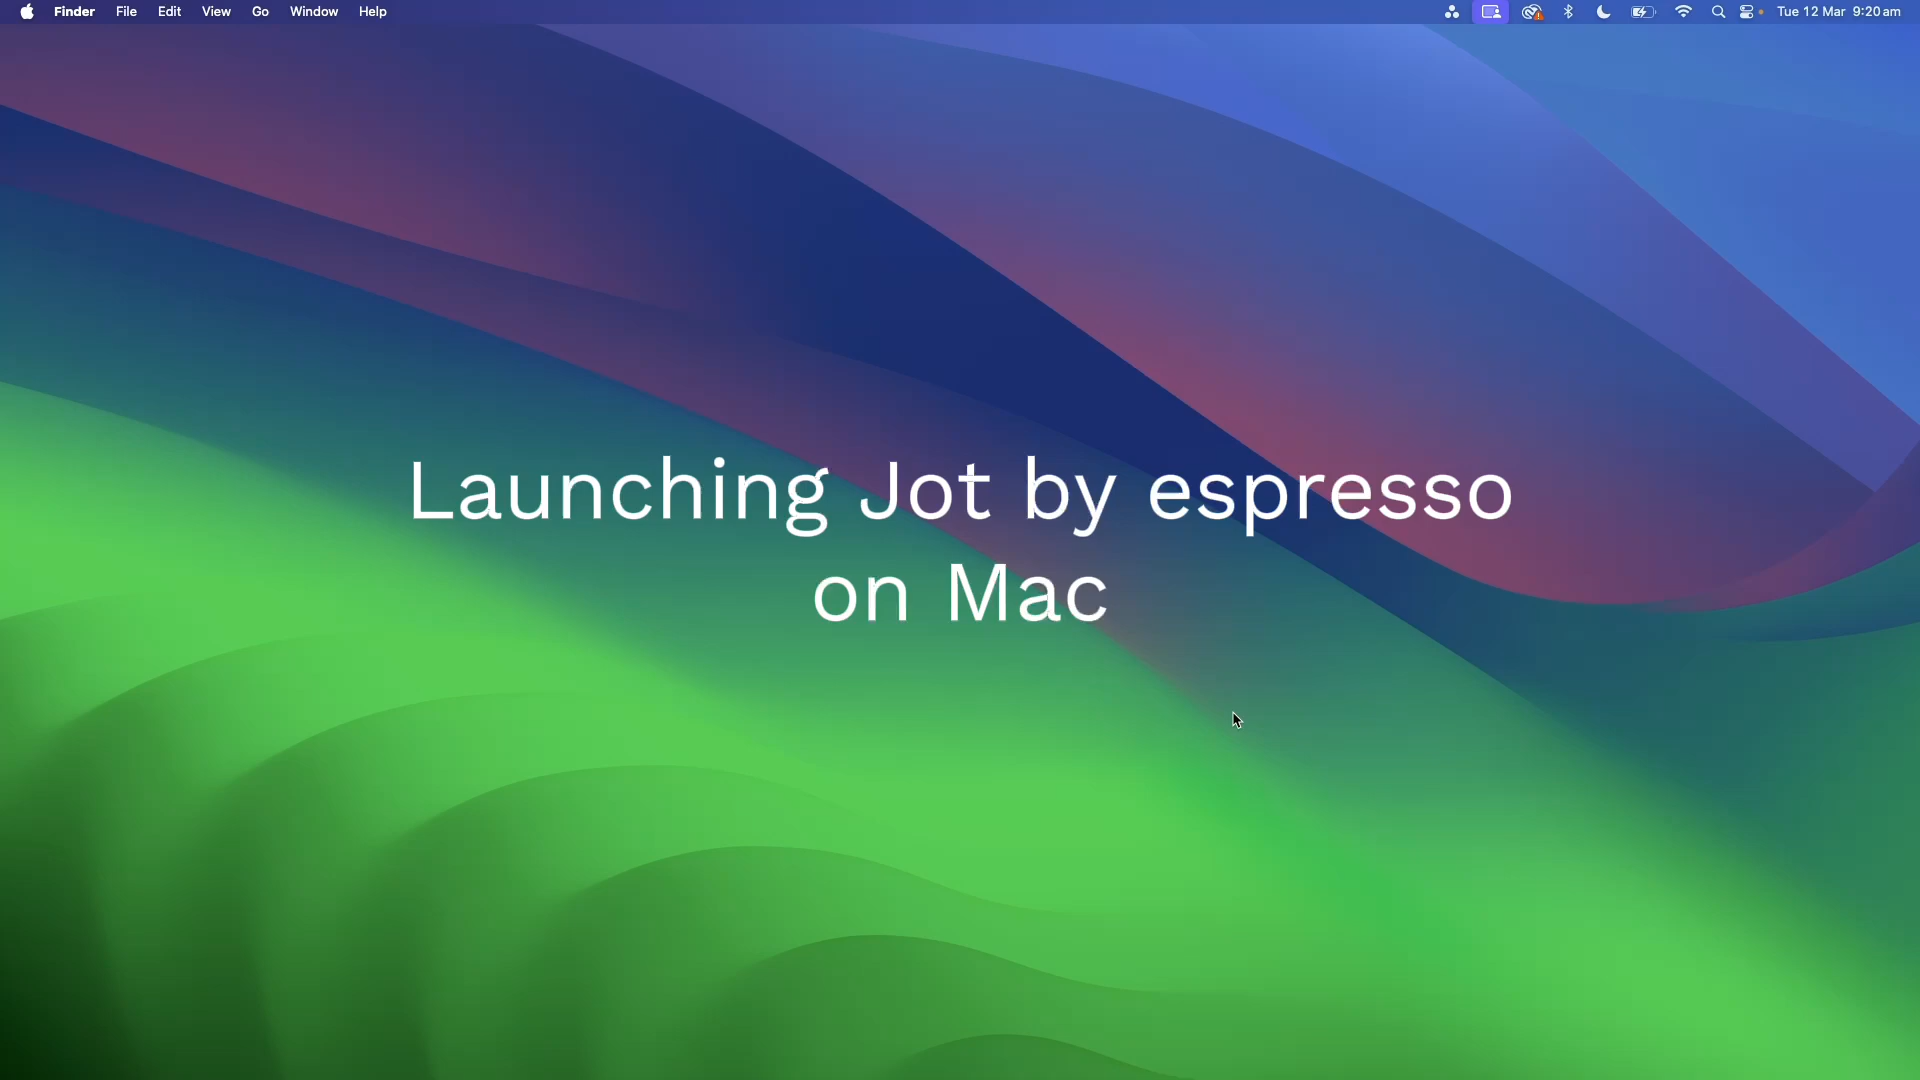 Finder File Edit View Go Window Help Tue 12 Mar 9:20 am
Launching Jot by espresso
on Mac